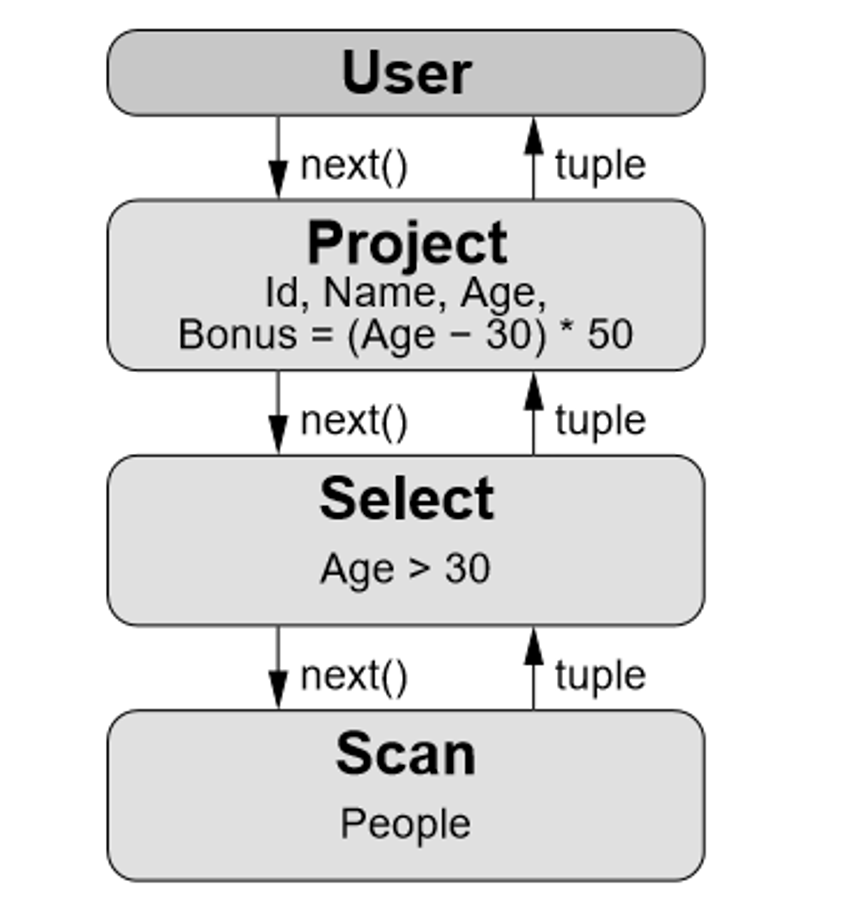 User
next() tuple
Project
Id, Name, Age,
Bonus = (Age − 30) * 50
next() tuple
Select
Age > 30
next() tuple
Scan
People